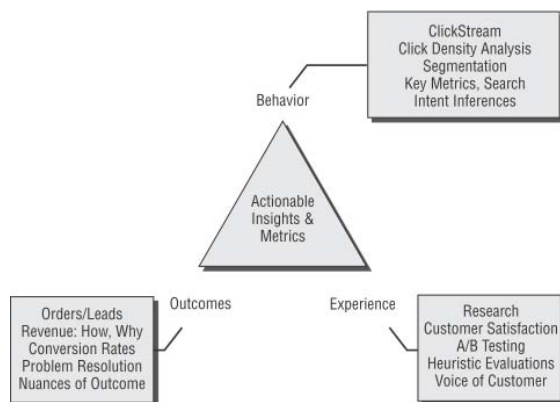 ClickStream
Click Density Analysis
Segmentation
Key Metrics, Search
Intent Inferences
Behavior
Actionable
Insights &
Metrics
Outcomes
Experience
Orders/Leads
Revenue: How, Why
Conversion Rates
Problem Resolution
Nuances of Outcome
Research
Customer Satisfaction
A/B Testing
Heuristic Evaluations
Voice of Customer